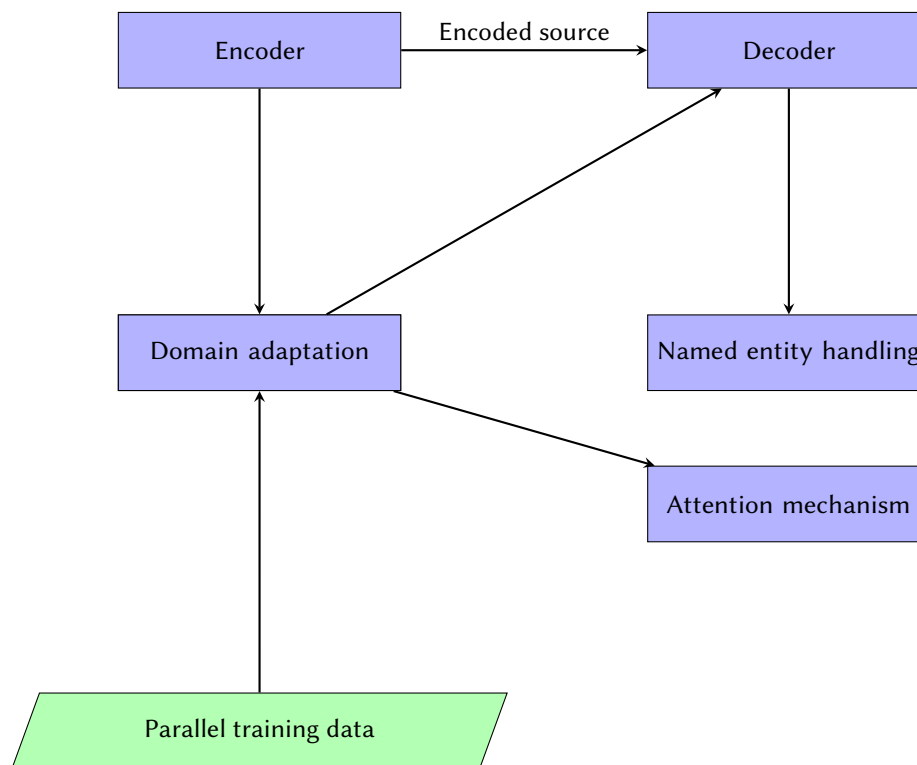 Encoder
Encoded source
Decoder
Domain adaptation
Named entity handling
Attention mechanism
Parallel training data